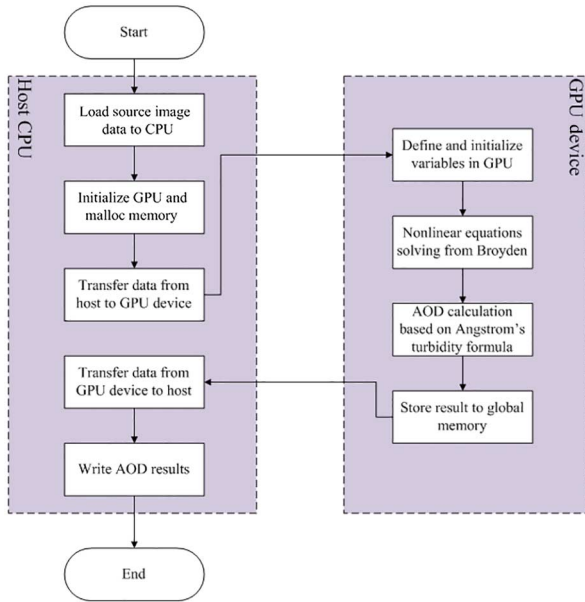 Start
Host CPU
Load source image
data to CPU
Initialize GPU and
malloc memory
Transfer data from
host to GPU device
GPU device
Define and initialize
variables in GPU
Nonlinear equations
solving from Broyden
AOD calculation
based on Angstrom's
turbidity formula
Store result to global
memory
Transfer data from
GPU device to host
Write AOD results
End